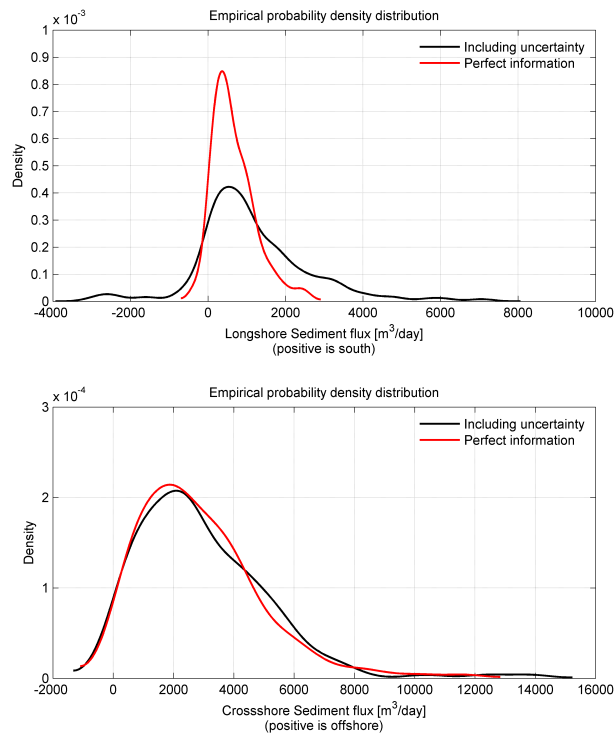 Empirical probability density distribution
x 10⁻³
1
0.9
0.8
0.7
0.6
0.5
0.4
0.3
0.2
0.1
0
Density
Including uncertainty
Perfect information
-4000 -2000 0 2000 4000 6000 8000 10000
Longshore Sediment flux [m³/day]
(positive is south)
Empirical probability density distribution
x 10⁻⁴
3
2
1
0
Density
Including uncertainty
Perfect information
-2000 0 2000 4000 6000 8000 10000 12000 14000 16000
Crossshore Sediment flux [m³/day]
(positive is offshore)